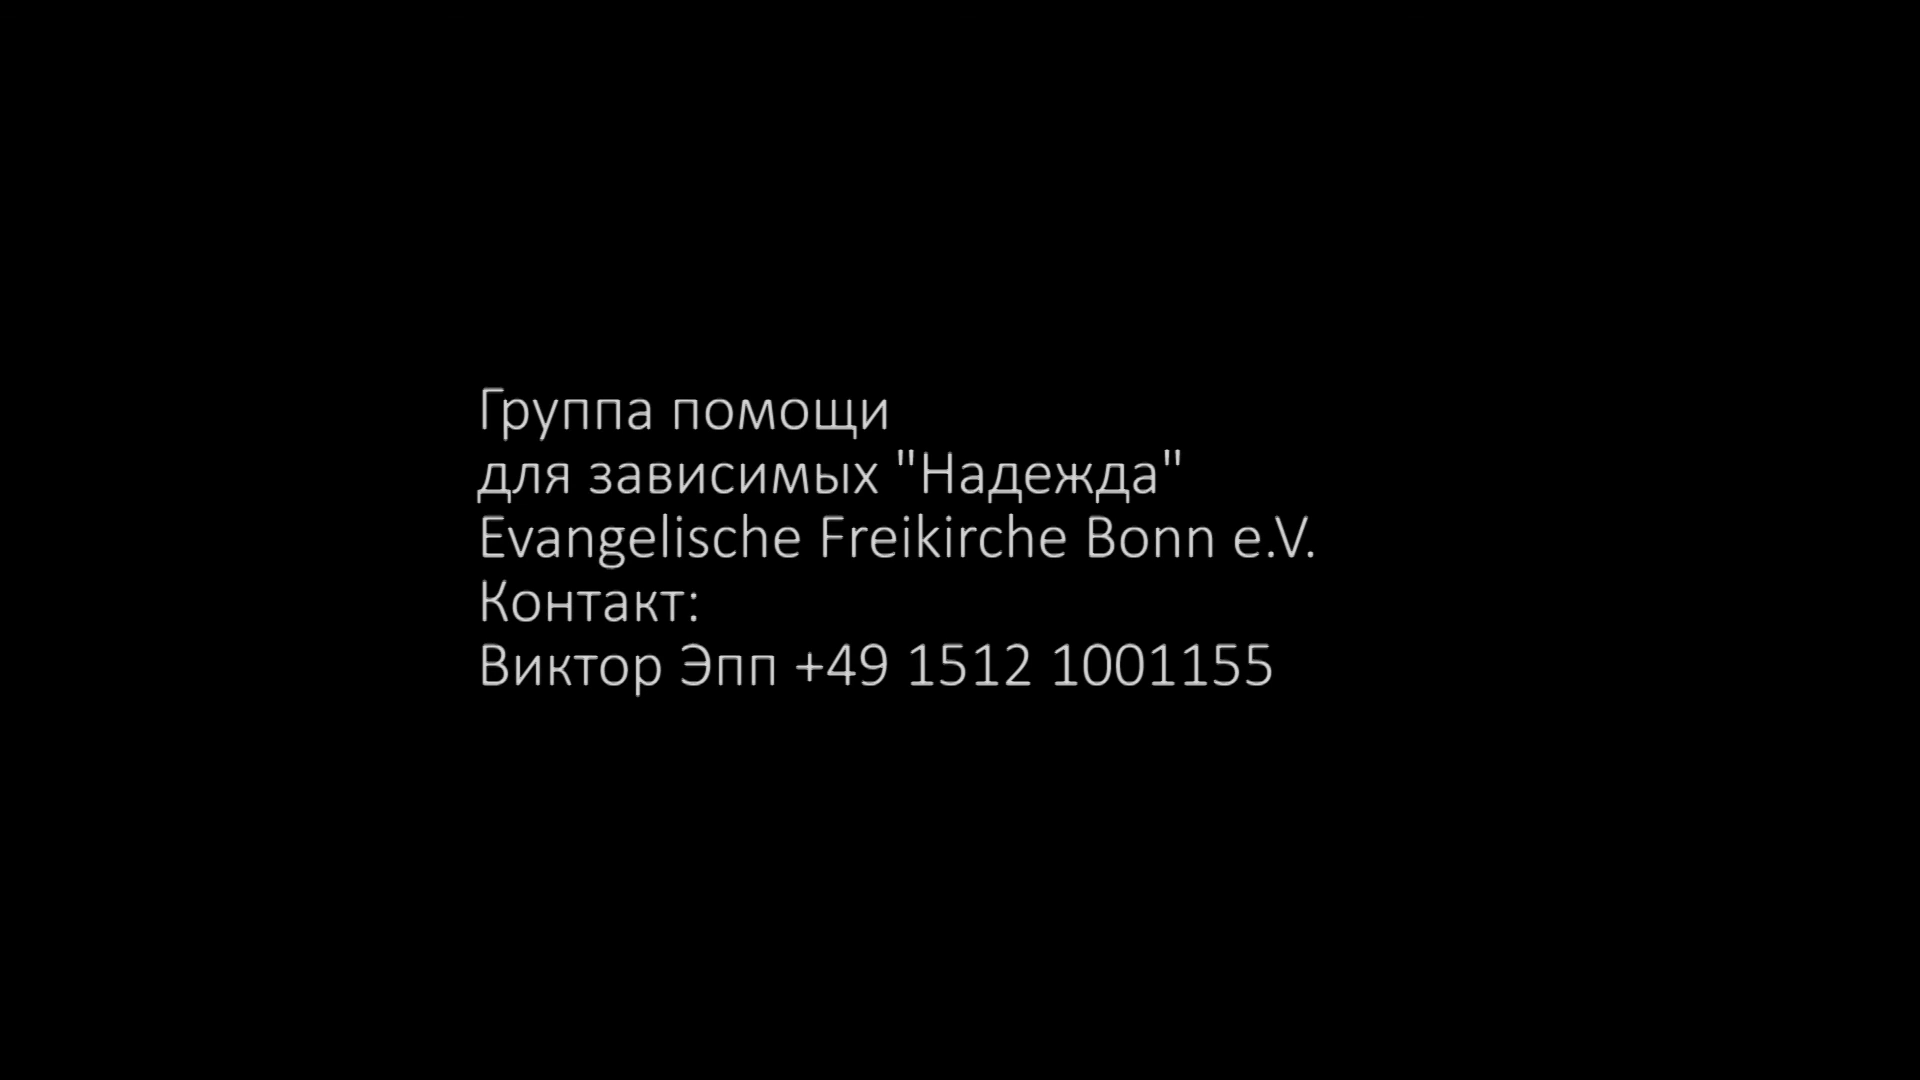 Группа помощи
для зависимых "Надежда"
Evangelische Freikirche Bonn e.V.
Контакт:
Виктор Эпп +49 1512 1001155